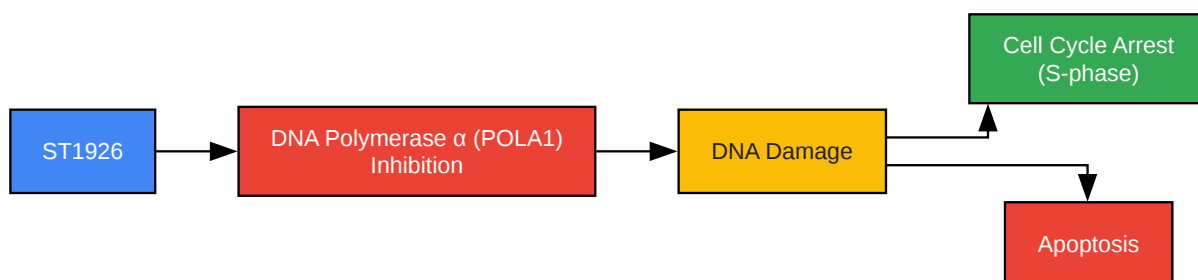 ST1926
DNA Polymerase α (POLA1)
Inhibition
DNA Damage
Cell Cycle Arrest
(S-phase)
Apoptosis